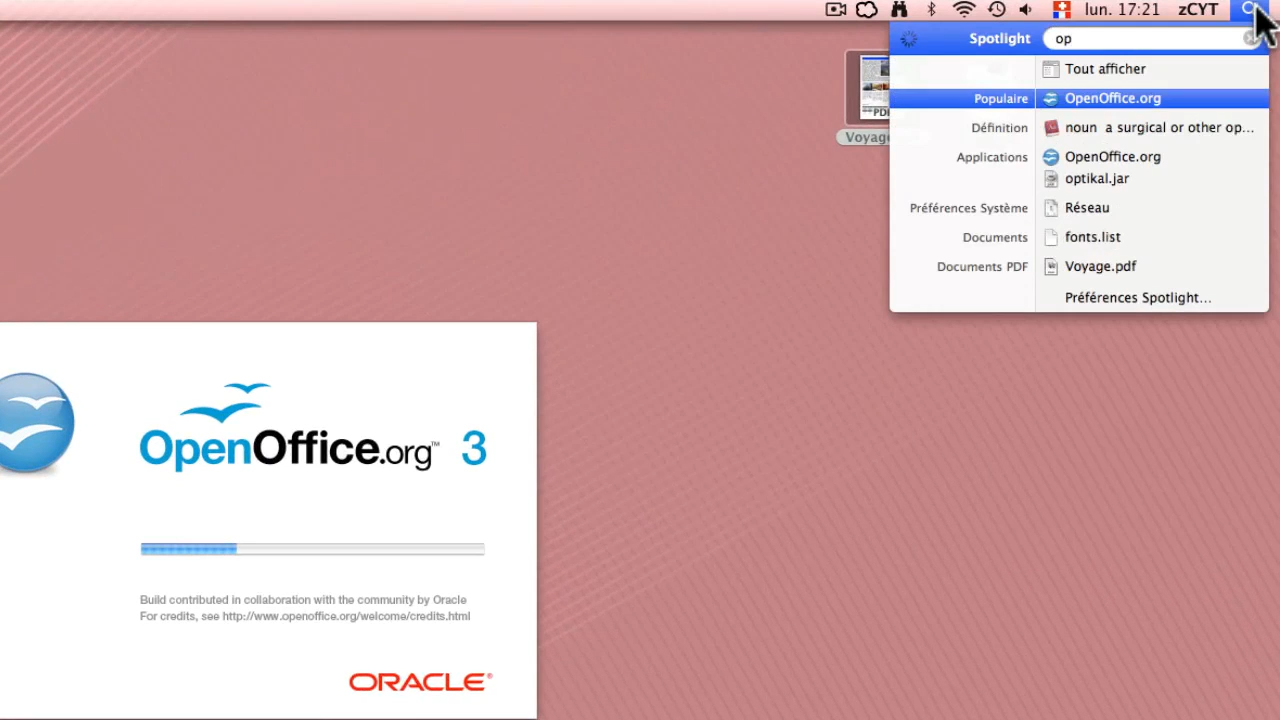 lun. 17:21 zCYT
Spotlight op
Tout afficher
Populaire OpenOffice.org
Définition noun a surgical or other op...
Applications OpenOffice.org
optikal.jar
Préférences Système Réseau
Documents fonts.list
Documents PDF Voyage.pdf
Préférences Spotlight...
PDF
Voyage
OpenOffice.org™ 3
Build contributed in collaboration with the community by Oracle
For credits, see http://www.openoffice.org/welcome/credits.html
ORACLE®